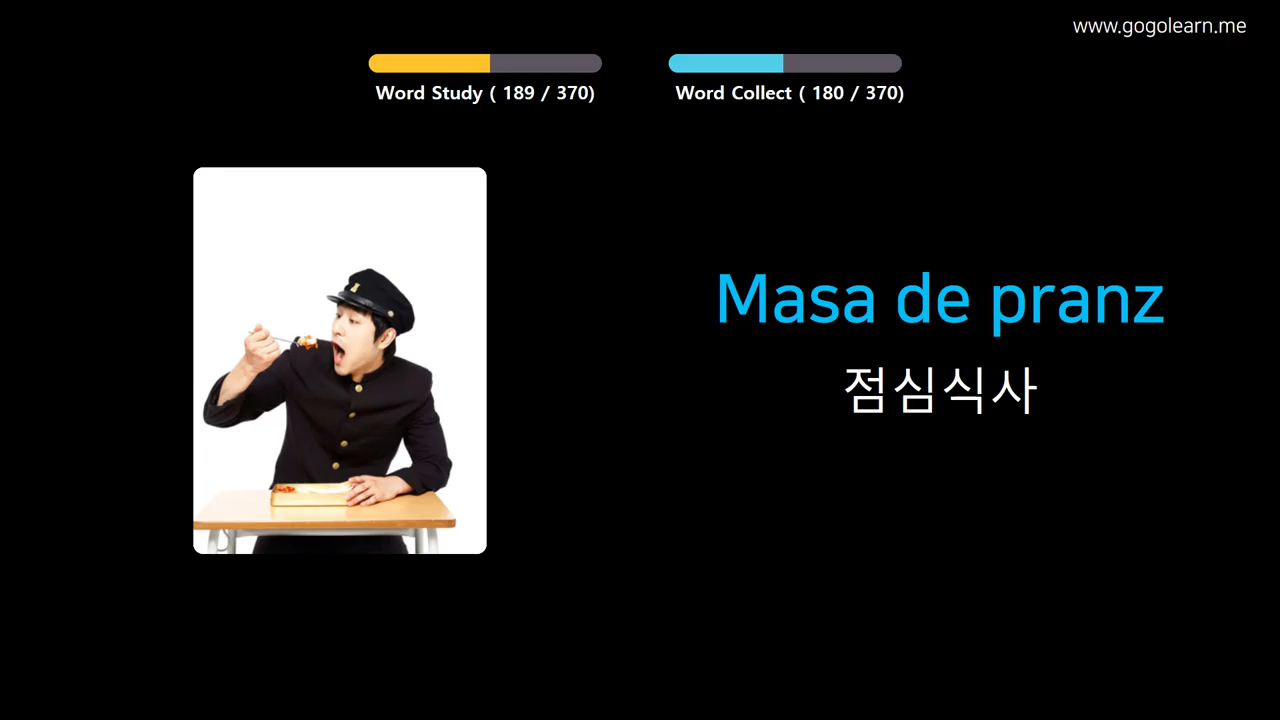 www.gogolearn.me
Word Study ( 189 / 370)
Word Collect ( 180 / 370)
Masa de pranz
점심식사